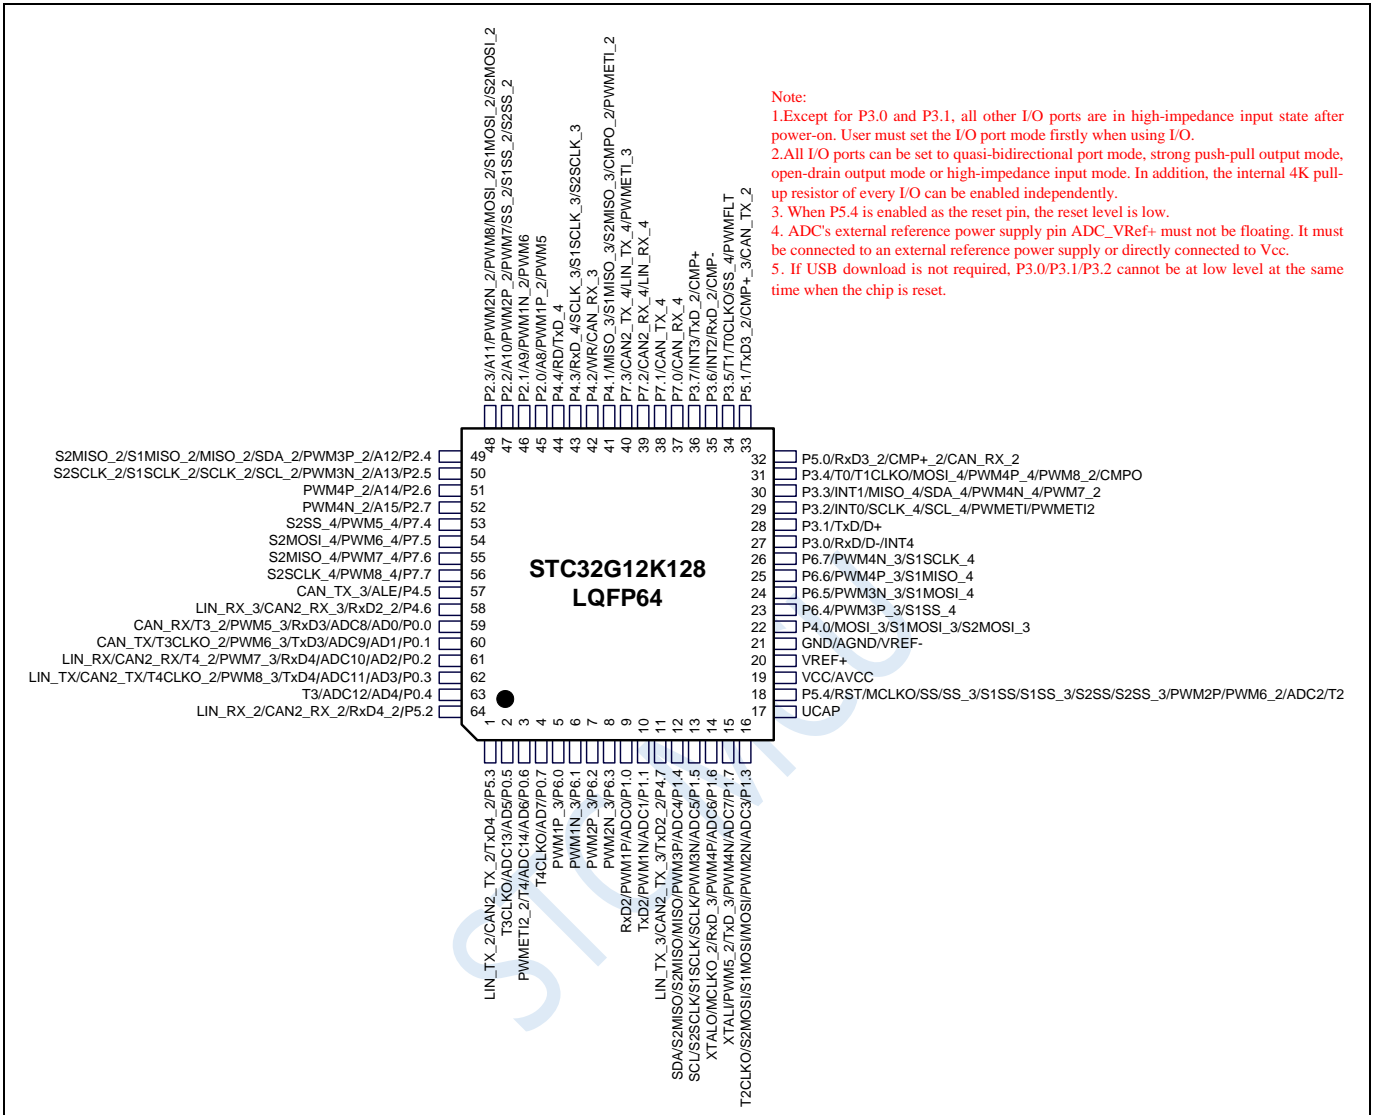 P2.3/A11/PWM2N_2/PWM8/MOSI_2/S1MOSI_2/S2MOSI_2
P2.2/A10/PWM2P_2/PWM7/SS_2/S1SS_2/S2SS_2
P2.1/A9/PWM1N_2/PWM6
P2.0/A8/PWM1P_2/PWM5
P4.4/RD/TxD_4
P4.3/RxD_4/SCLK_3/S1SCLK_3/S2SCLK_3
P4.2/WR/CAN_RX_3
P4.1/MISO_3/S1MISO_3/S2MISO_3/CMPO_2/PWMETI_2
P7.3/CAN2_TX_4/LIN_TX_4/PWMETI_3
P7.2/CAN2_RX_4/LIN_RX_4
P7.1/CAN_TX_4
P7.0/CAN_RX_4
P3.7/INT3/TxD_2/CMP+
P3.6/INT2/RxD_2/CMP-
P3.5/T1/T0CLKO/SS_4/PWMFLT
P5.1/TxD3_2/CMP+_3/CAN_TX_2
Note:
1.Except for P3.0 and P3.1, all other I/O ports are in high-impedance input state after
power-on. User must set the I/O port mode firstly when using I/O.
2.All I/O ports can be set to quasi-bidirectional port mode, strong push-pull output mode,
open-drain output mode or high-impedance input mode. In addition, the internal 4K pull-
up resistor of every I/O can be enabled independently.
3. When P5.4 is enabled as the reset pin, the reset level is low.
4. ADC's external reference power supply pin ADC_VRef+ must not be floating. It must
be connected to an external reference power supply or directly connected to Vcc.
5. If USB download is not required, P3.0/P3.1/P3.2 cannot be at low level at the same
time when the chip is reset.
48 47 46 45 44 43 42 41 40 39 38 37 36 35 34 33
S2MISO_2/S1MISO_2/MISO_2/SDA_2/PWM3P_2/A12/P2.4 49
S2SCLK_2/S1SCLK_2/SCLK_2/SCL_2/PWM3N_2/A13/P2.5 50
PWM4P_2/A14/P2.6 51
PWM4N_2/A15/P2.7 52
S2SS_4/PWM5_4/P7.4 53
S2MOSI_4/PWM6_4/P7.5 54
S2MISO_4/PWM7_4/P7.6 55
S2SCLK_4/PWM8_4/P7.7 56
CAN_TX_3/ALE/P4.5 57
LIN_RX_3/CAN2_RX_3/RxD2_2/P4.6 58
CAN_RX/T3_2/PWM5_3/RxD3/ADC8/AD0/P0.0 59
CAN_TX/T3CLKO_2/PWM6_3/TxD3/ADC9/AD1/P0.1 60
LIN_RX/CAN2_RX/T4_2/PWM7_3/RxD4/ADC10/AD2/P0.2 61
LIN_TX/CAN2_TX/T4CLKO_2/PWM8_3/TxD4/ADC11/AD3/P0.3 62
T3/ADC12/AD4/P0.4 63
LIN_RX_2/CAN2_RX_2/RxD4_2/P5.2 64
STC32G12K128
LQFP64
32 P5.0/RxD3_2/CMP+_2/CAN_RX_2
31 P3.4/T0/T1CLKO/MOSI_4/PWM4P_4/PWM8_2/CMPO
30 P3.3/INT1/MISO_4/SDA_4/PWM4N_4/PWM7_2
29 P3.2/INT0/SCLK_4/SCL_4/PWMETI/PWMETI2
28 P3.1/TxD/D+
27 P3.0/RxD/D-/INT4
26 P6.7/PWM4N_3/S1SCLK_4
25 P6.6/PWM4P_3/S1MISO_4
24 P6.5/PWM3N_3/S1MOSI_4
23 P6.4/PWM3P_3/S1SS_4
22 P4.0/MOSI_3/S1MOSI_3/S2MOSI_3
21 GND/AGND/VREF-
20 VREF+
19 VCC/AVCC
18 P5.4/RST/MCLKO/SS/SS_3/S1SS/S1SS_3/S2SS/S2SS_3/PWM2P/PWM6_2/ADC2/T2
17 UCAP
1 2 3 4 5 6 7 8 9 10 11 12 13 14 15 16
LIN_TX_2/CAN2_TX_2/TxD4_2/P5.3
T3CLKO/ADC13/AD5/P0.5
PWMETI2_2/T4/ADC14/AD6/P0.6
T4CLKO/AD7/P0.7
PWM1P_3/P6.0
PWM1N_3/P6.1
PWM2P_3/P6.2
PWM2N_3/P6.3
RxD2/PWM1P/ADC0/P1.0
TxD2/PWM1N/ADC1/P1.1
LIN_TX_3/CAN2_TX_3/TxD2_2/P4.7
SDA/S2MISO/S1MISO/MISO/PWM3P/ADC4/P1.4
SCL/S2SCLK/S1SCLK/SCLK/PWM3N/ADC5/P1.5
XTALO/MCLKO_2/RxD_3/PWM4P/ADC6/P1.6
XTALI/PWM5_2/TxD_3/PWM4N/ADC7/P1.7
T2CLKO/S2MOSI/S1MOSI/MOSI/PWM2N/ADC3/P1.3
STCMCU